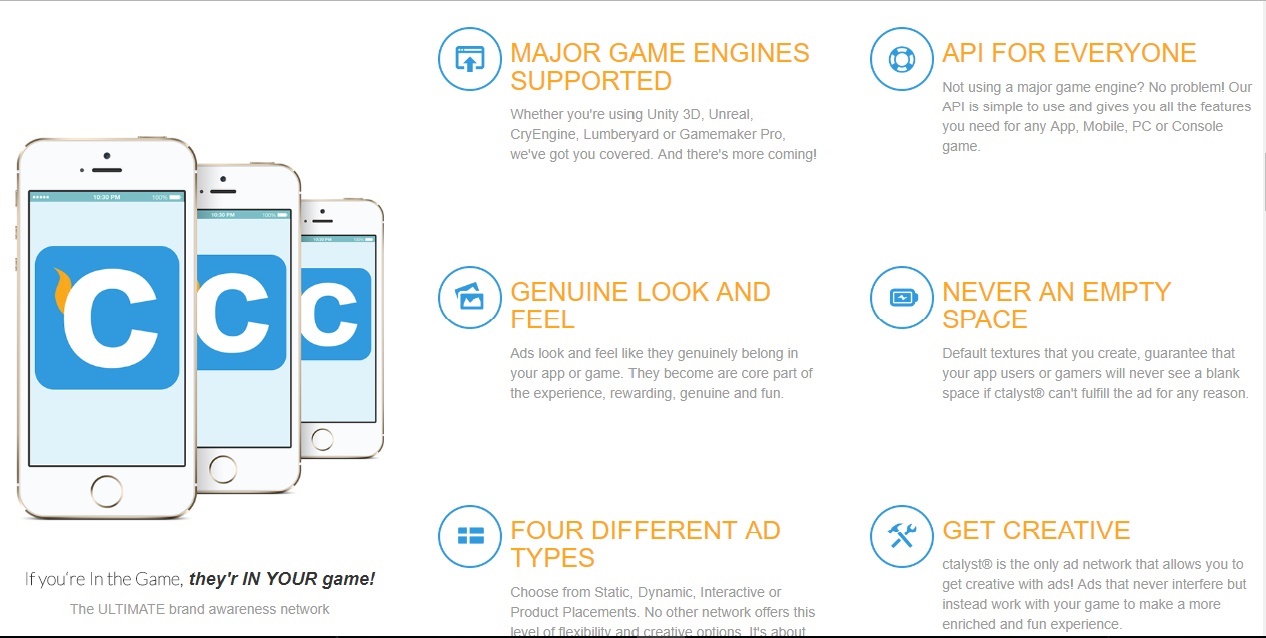 MAJOR GAME ENGINES
SUPPORTED
Whether you're using Unity 3D, Unreal,
CryEngine, Lumberyard or Gamemaker Pro,
we've got you covered. And there's more coming!
API FOR EVERYONE
Not using a major game engine? No problem! Our
API is simple to use and gives you all the features
you need for any App, Mobile, PC or Console
game.
10:30 PM 100%
10:30 PM 100%
10:30 PM 100%
C
C
C
GENUINE LOOK AND
FEEL
Ads look and feel like they genuinely belong in
your app or game. They become are core part of
the experience, rewarding, genuine and fun.
NEVER AN EMPTY
SPACE
Default textures that you create, guarantee that
your app users or gamers will never see a blank
space if ctalyst® can't fulfill the ad for any reason.
FOUR DIFFERENT AD
TYPES
Choose from Static, Dynamic, Interactive or
Product Placements. No other network offers this
level of flexibility and creative options. It's about
GET CREATIVE
ctalyst® is the only ad network that allows you to
get creative with ads! Ads that never interfere but
instead work with your game to make a more
enriched and fun experience.
If you're In the Game, they'r IN YOUR game!
The ULTIMATE brand awareness network